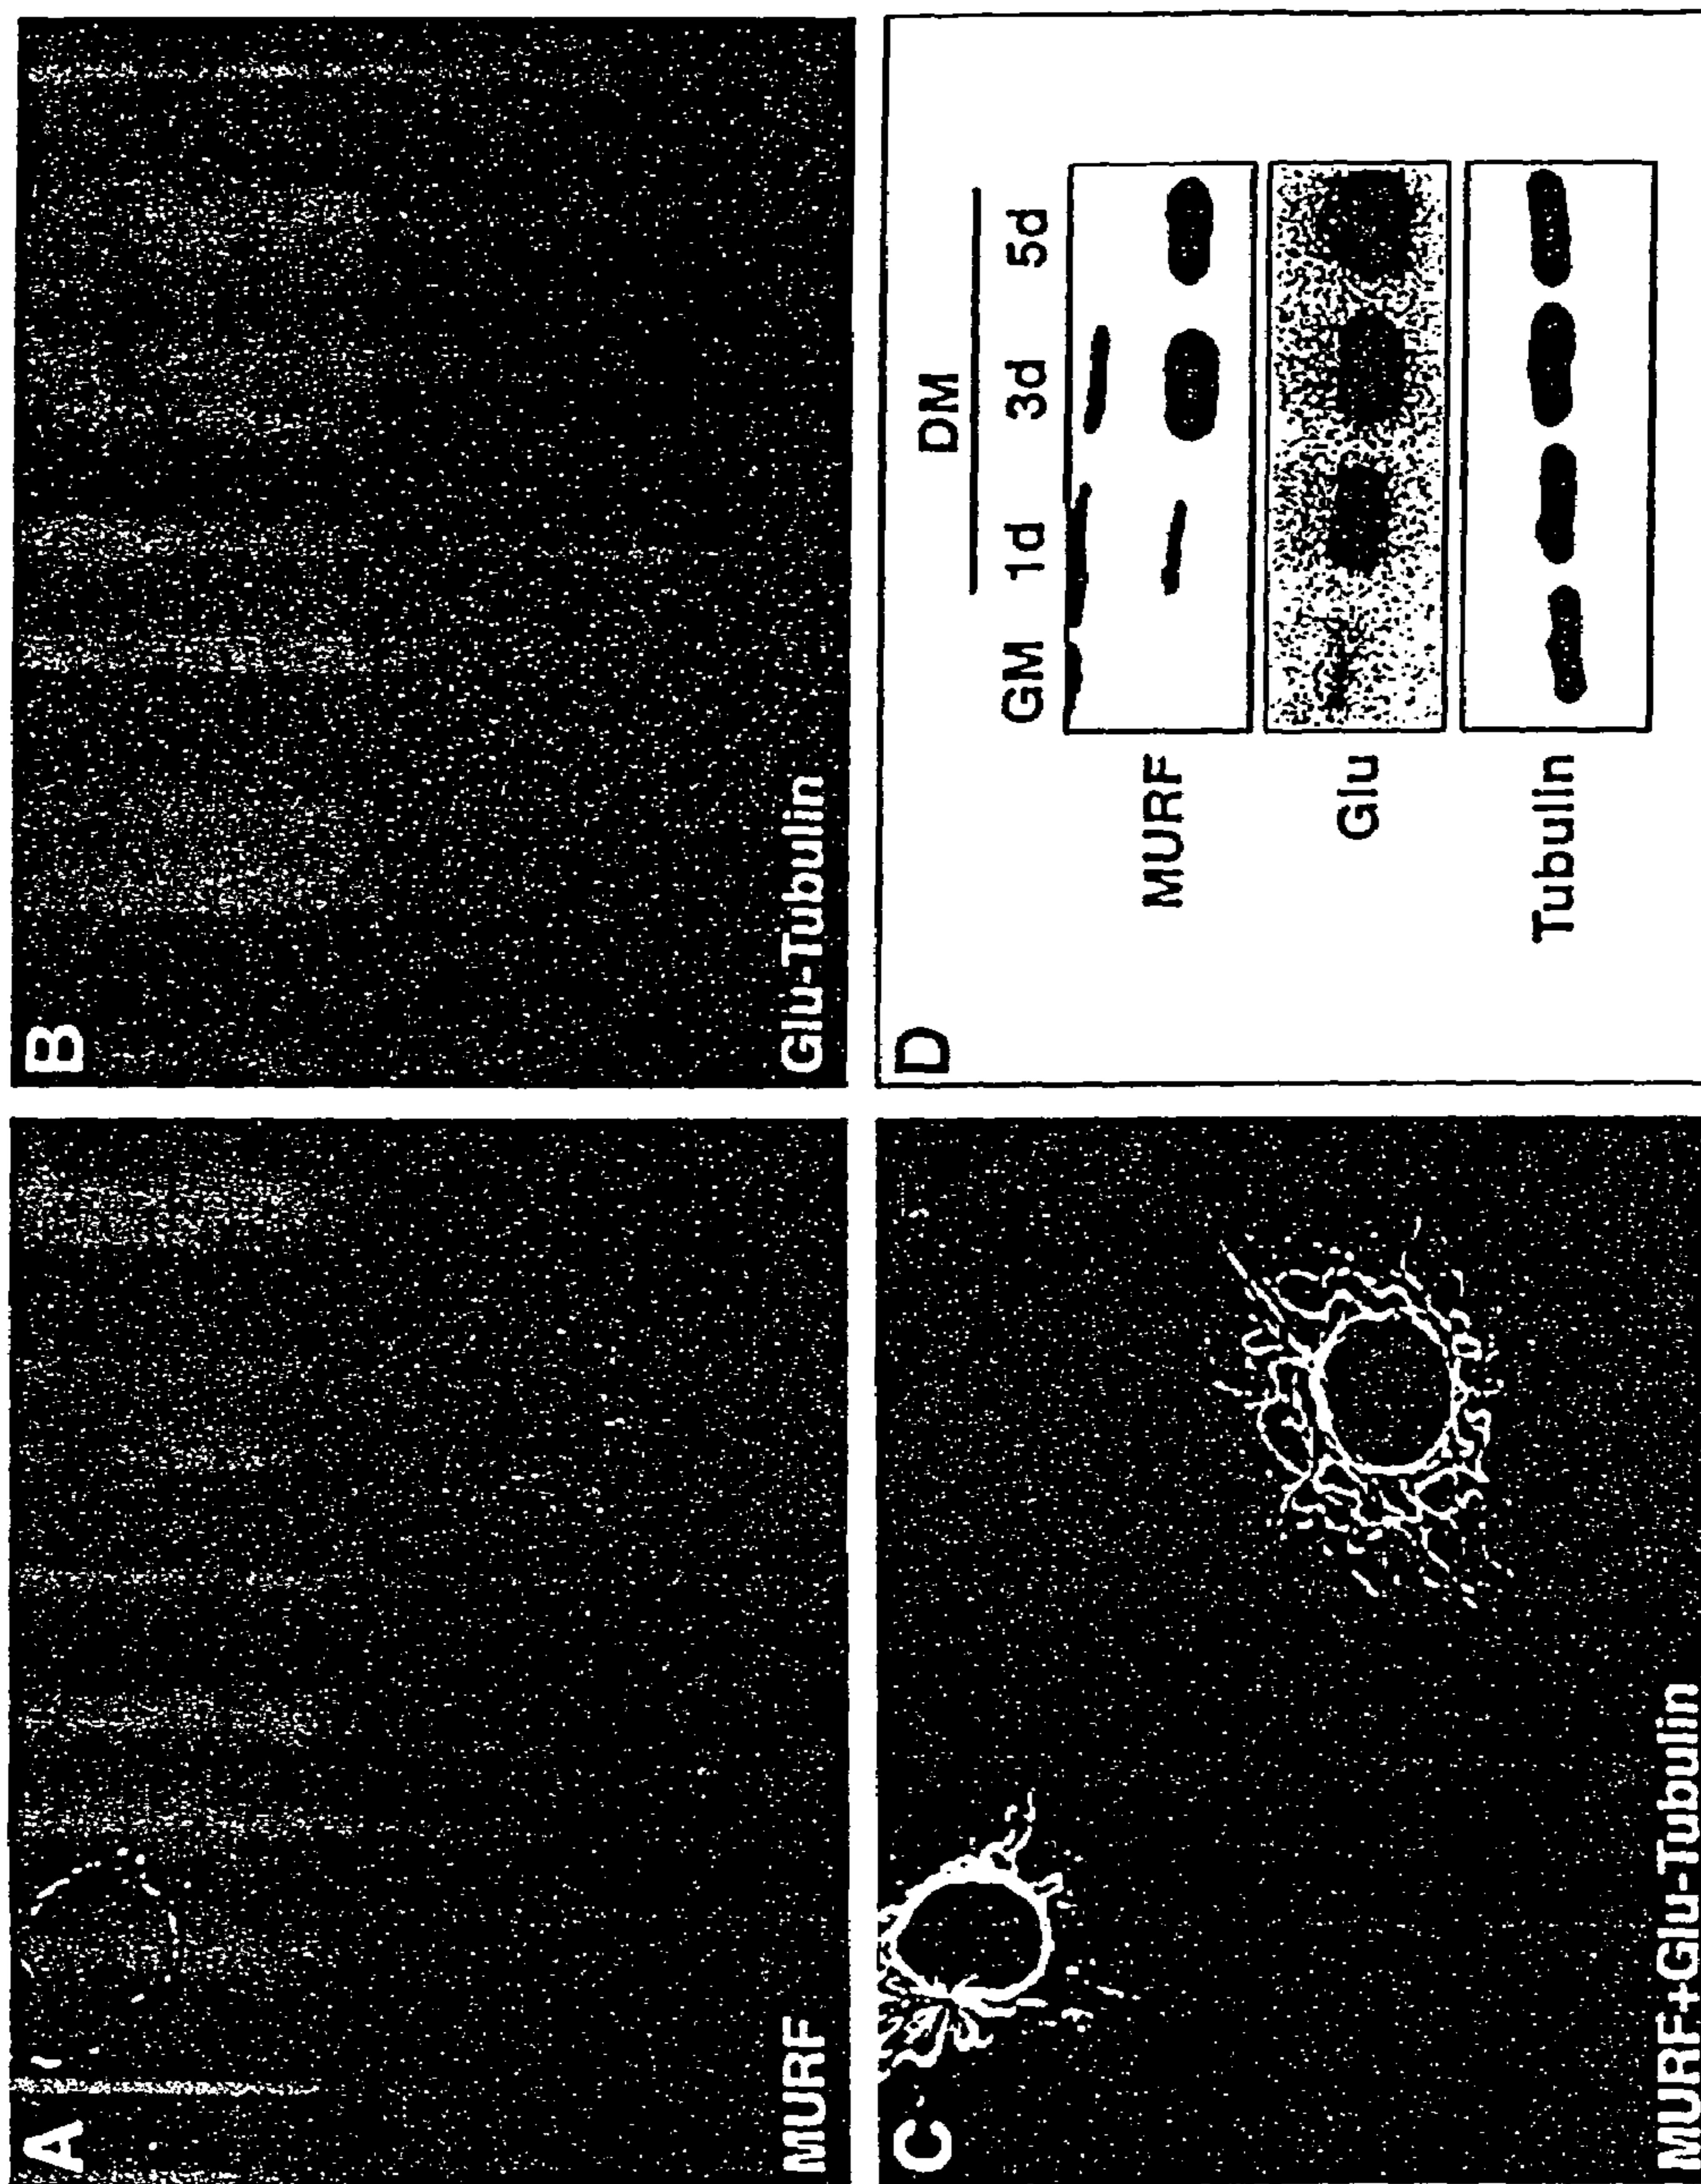 A
MURF
B
Glu-Tubulin
C
MURF+Glu-Tubulin
D
DM
GM 1d 3d 5d
MURF
Glu
Tubulin